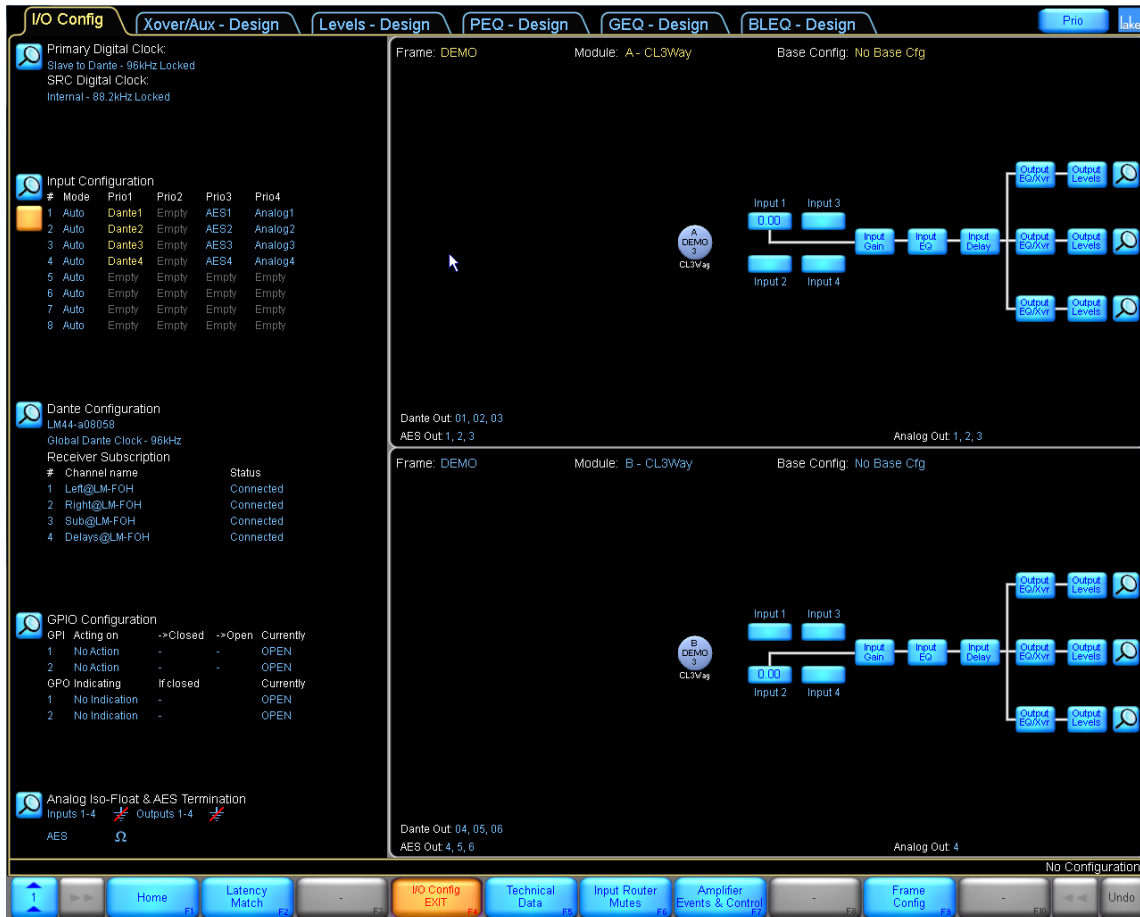 I/O Config Xover/Aux - Design Levels - Design PEQ - Design GEQ - Design BLEQ - Design Prio lake
Primary Digital Clock:
Slave to Dante - 96kHz Locked
SRC Digital Clock:
Internal - 88.2kHz Locked
Input Configuration
# Mode Prio1 Prio2 Prio3 Prio4
1 Auto Dante1 Empty AES1 Analog1
2 Auto Dante2 Empty AES2 Analog2
3 Auto Dante3 Empty AES3 Analog3
4 Auto Dante4 Empty AES4 Analog4
5 Auto Empty Empty Empty Empty
6 Auto Empty Empty Empty Empty
7 Auto Empty Empty Empty Empty
8 Auto Empty Empty Empty Empty
Dante Configuration
LM44-a08058
Global Dante Clock - 96kHz
Receiver Subscription
# Channel name Status
1 Left@LM-FOH Connected
2 Right@LM-FOH Connected
3 Sub@LM-FOH Connected
4 Delays@LM-FOH Connected
GPIO Configuration
GPI Acting on ->Closed ->Open Currently
1 No Action - - OPEN
2 No Action - - OPEN
GPO Indicating If closed Currently
1 No Indication - OPEN
2 No Indication - OPEN
Analog Iso-Float & AES Termination
Inputs 1-4 Outputs 1-4
AES Ω
Frame: DEMO Module: A - CL3Way Base Config: No Base Cfg
Output EQ/Xvr Output Levels
Input 1 Input 3
0.00
A
DEMO
3
CL3Way
Input Gain Input EQ Input Delay Output EQ/Xvr Output Levels
Input 2 Input 4
Output EQ/Xvr Output Levels
Dante Out: 01, 02, 03
AES Out: 1, 2, 3 Analog Out: 1, 2, 3
Frame: DEMO Module: B - CL3Way Base Config: No Base Cfg
Output EQ/Xvr Output Levels
Input 1 Input 3
B
DEMO
3
CL3Way
Input Gain Input EQ Input Delay Output EQ/Xvr Output Levels
0.00
Input 2 Input 4
Output EQ/Xvr Output Levels
Dante Out: 04, 05, 06
AES Out: 4, 5, 6 Analog Out: 4
No Configuration
1 Home F1 Latency Match F2 - F3 I/O Config EXIT F4 Technical Data F5 Input Router Mutes F6 Amplifier Events & Control F7 - F8 Frame Config F9 - F10 Undo